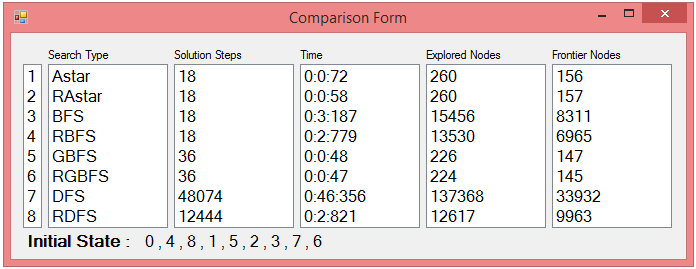 Comparison Form
Search Type Solution Steps Time Explored Nodes Frontier Nodes
1 Astar 18 0:0:72 260 156
2 RAstar 18 0:0:58 260 157
3 BFS 18 0:3:187 15456 8311
4 RBFS 18 0:2:779 13530 6965
5 GBFS 36 0:0:48 226 147
6 RGBFS 36 0:0:47 224 145
7 DFS 48074 0:46:356 137368 33932
8 RDFS 12444 0:2:821 12617 9963
Initial State : 0 , 4 , 8 , 1 , 5 , 2 , 3 , 7 , 6